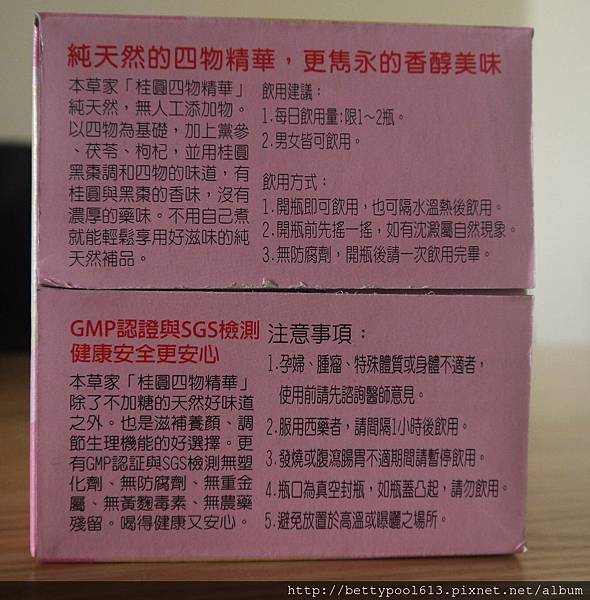 純天然的四物精華，更雋永的香醇美味
本草家「桂圓四物精華」
純天然，無人工添加物。
以四物為基礎，加上黨參
、茯苓、枸杞，並用桂圓
黑棗調和四物的味道，有
桂圓與黑棗的香味，沒有
濃厚的藥味。不用自己煮
就能輕鬆享用好滋味的純
天然補品。
飲用建議：
1.每日飲用量:限1～2瓶。
2.男女皆可飲用。
飲用方式：
1.開瓶即可飲用，也可隔水溫熱後飲用。
2.開瓶前先搖一搖，如有沈澱屬自然現象。
3.無防腐劑，開瓶後請一次飲用完畢。
GMP認證與SGS檢測
健康安全更安心
本草家「桂圓四物精華」
除了不加糖的天然好味道
之外。也是滋補養顏、調
節生理機能的好選擇。更
有GMP認証與SGS檢測無塑
化劑、無防腐劑、無重金
屬、無黃麴毒素、無農藥
殘留。喝得健康又安心。
注意事項：
1.孕婦、腫瘤、特殊體質或身體不適者，
使用前請先諮詢醫師意見。
2.服用西藥者，請間隔1小時後飲用。
3.發燒或腹瀉腸胃不適期間請暫停飲用。
4.瓶口為真空封瓶，如瓶蓋凸起，請勿飲用。
5.避免放置於高溫或曝曬之場所。
http://bettypool613.pixnet.net/album